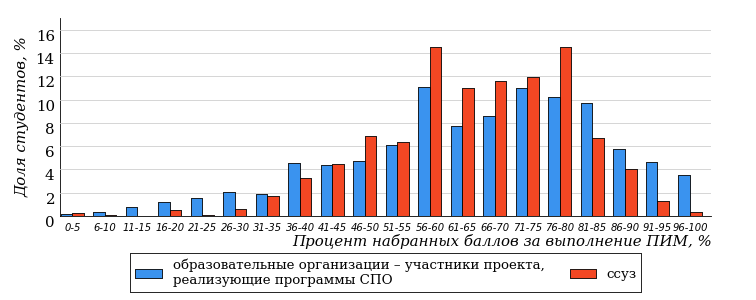 Доля студентов, %
16
14
12
10
8
6
4
2
0
0-5 6-10 11-15 16-20 21-25 26-30 31-35 36-40 41-45 46-50 51-55 56-60 61-65 66-70 71-75 76-80 81-85 86-90 91-95 96-100
Процент набранных баллов за выполнение ПИМ, %
образовательные организации – участники проекта,
реализующие программы СПО
ссуз